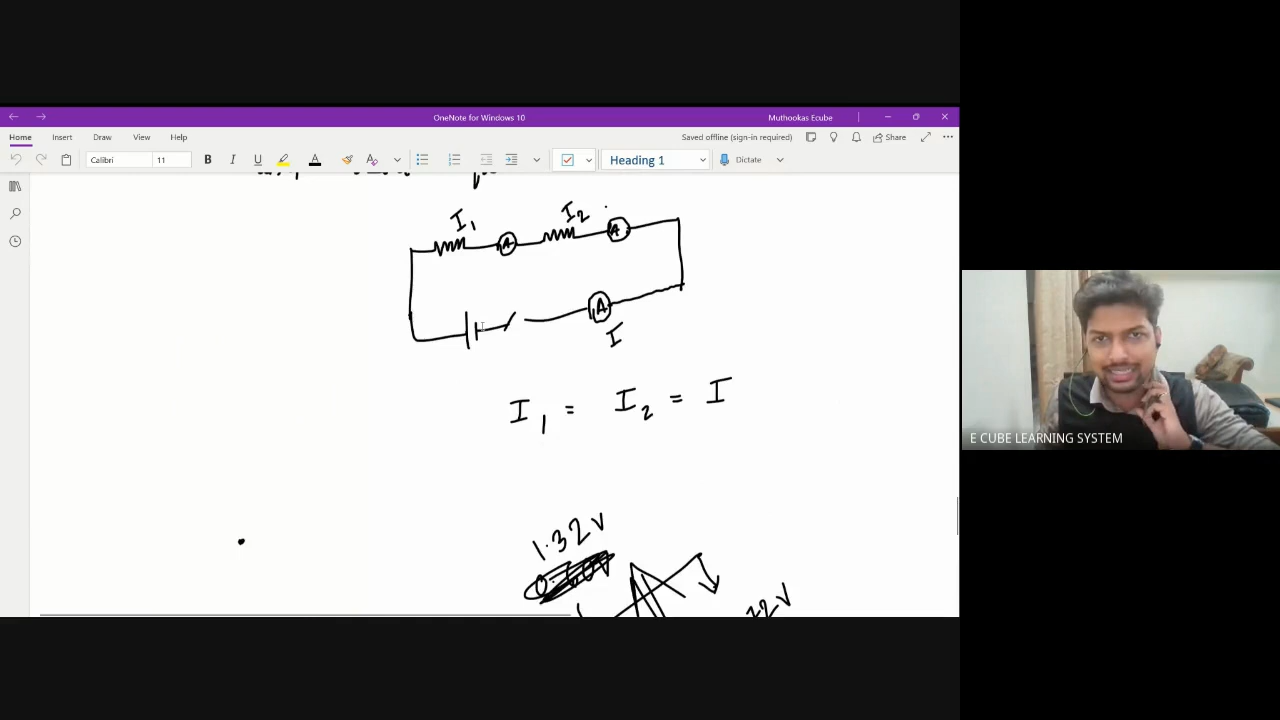 OneNote for Windows 10
Muthookas Ecube
Home Insert Draw View Help
Saved offline (sign-in required)
Share
Calibri 11 B I U A
Heading 1
Dictate
I₁ I₂
A A
A
I
I₁ = I₂ = I
1.32 V
E CUBE LEARNING SYSTEM